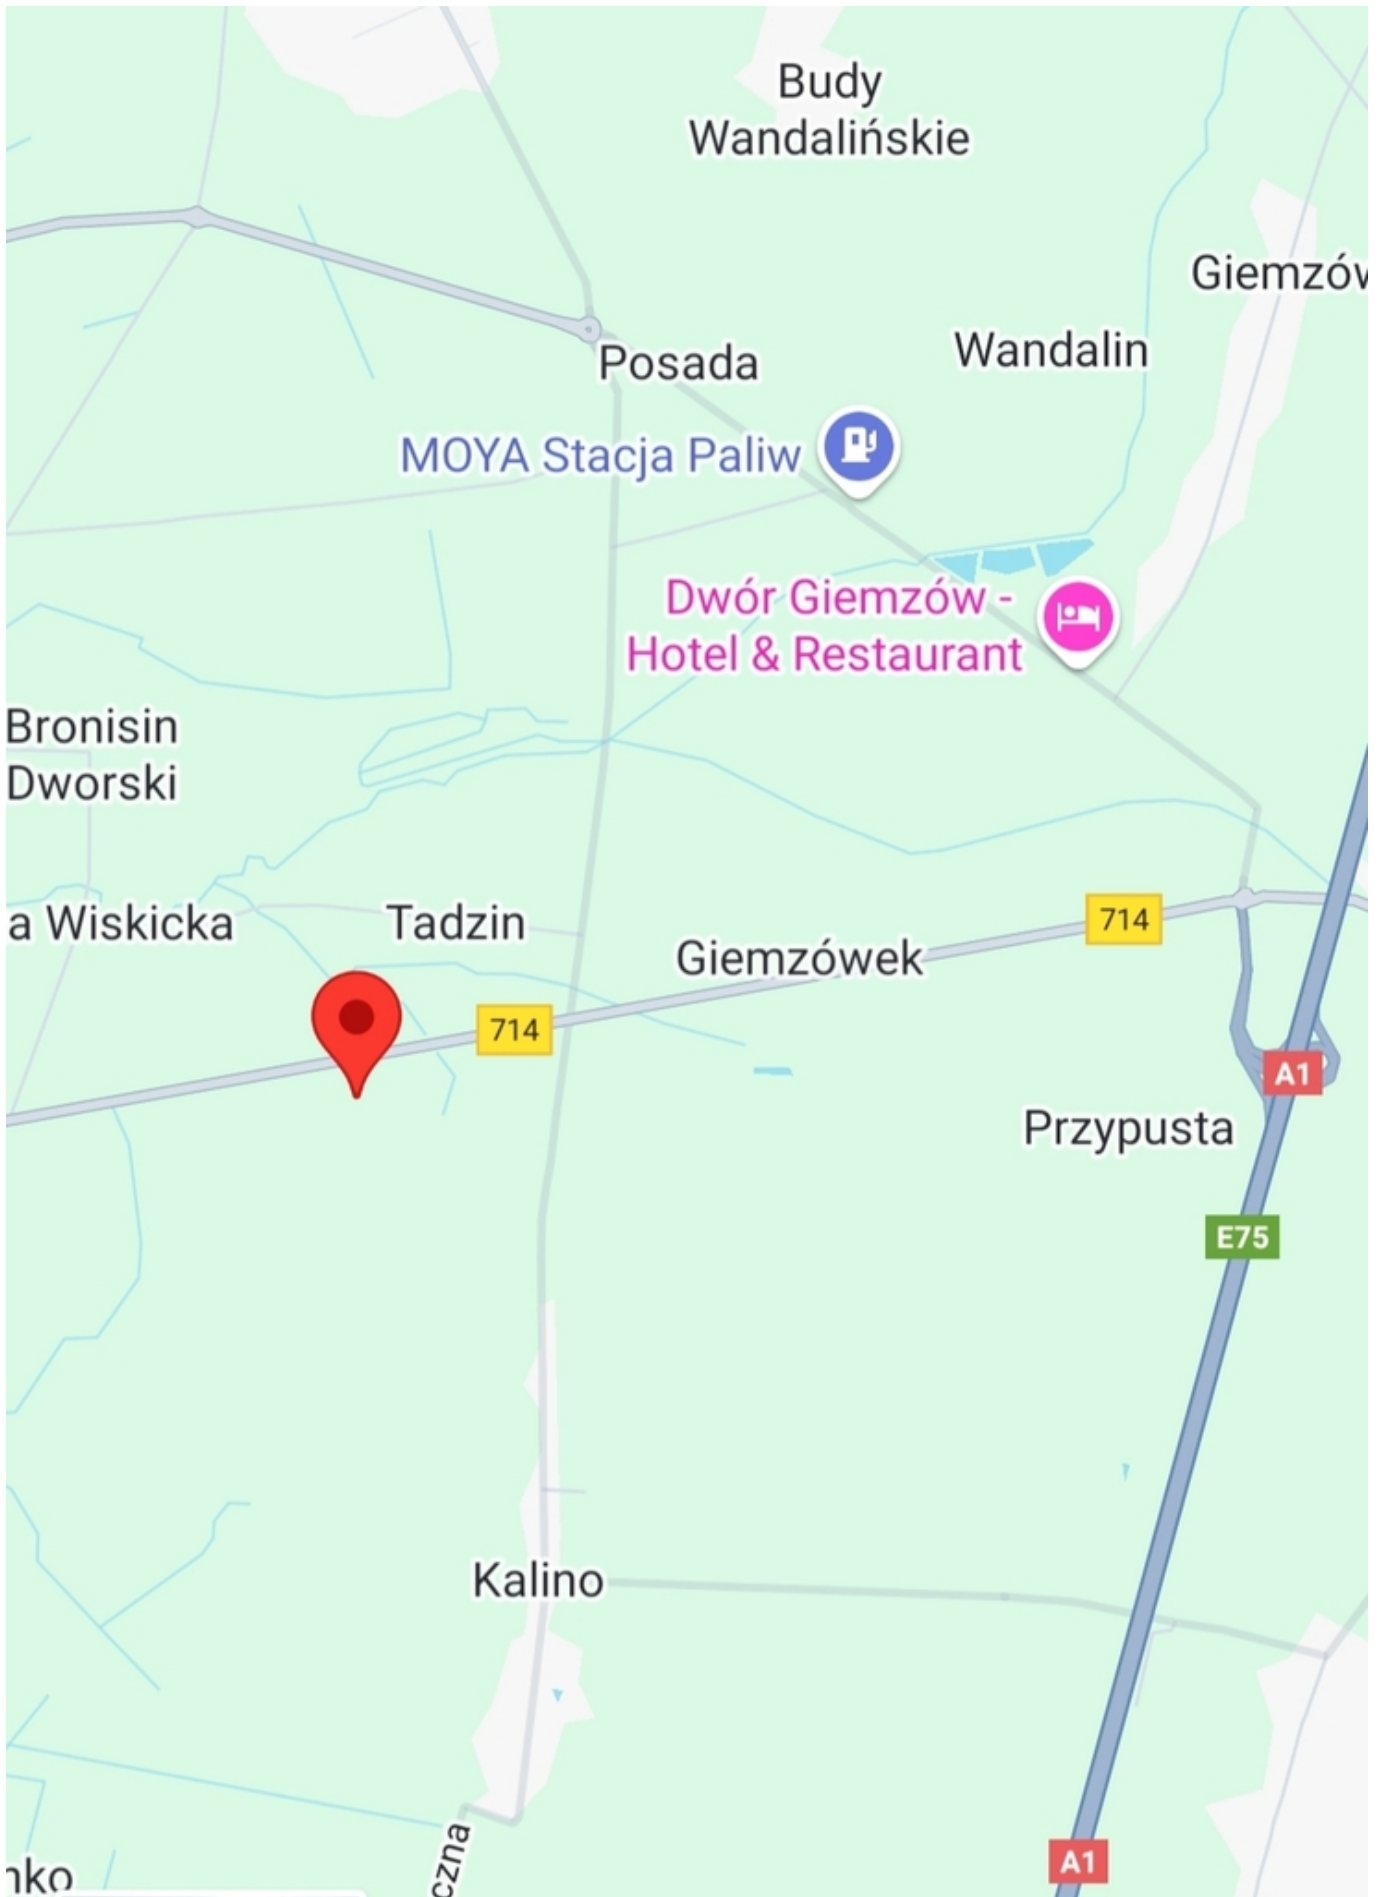 Budy
Wandalińskie
Giemzów
Wandalin
Posada
MOYA Stacja Paliw
Dwór Giemzów -
Hotel & Restaurant
Bronisin
Dworski
a Wiskicka
Tadzin
714
Giemzówek
714
A1
Przypusta
E75
Kalino
czna
nko
A1